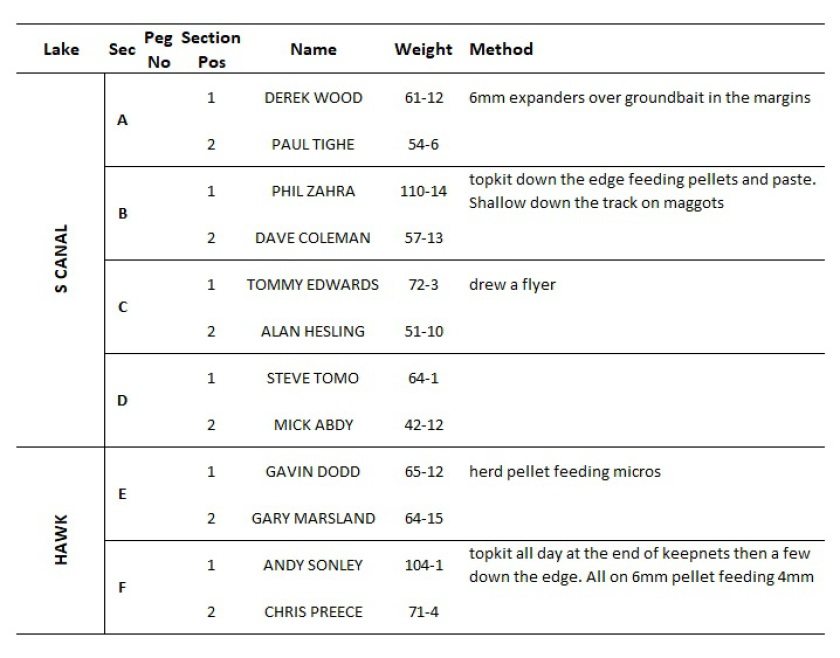 Lake Sec Peg No Section Pos Name Weight Method
S CANAL
A
1 DEREK WOOD 61-12 6mm expanders over groundbait in the margins
2 PAUL TIGHE 54-6
B
1 PHIL ZAHRA 110-14 topkit down the edge feeding pellets and paste.
Shallow down the track on maggots
2 DAVE COLEMAN 57-13
C
1 TOMMY EDWARDS 72-3 drew a flyer
2 ALAN HESLING 51-10
D
1 STEVE TOMO 64-1
2 MICK ABDY 42-12
HAWK
E
1 GAVIN DODD 65-12 herd pellet feeding micros
2 GARY MARSLAND 64-15
F
1 ANDY SONLEY 104-1 topkit all day at the end of keepnets then a few
down the edge. All on 6mm pellet feeding 4mm
2 CHRIS PREECE 71-4